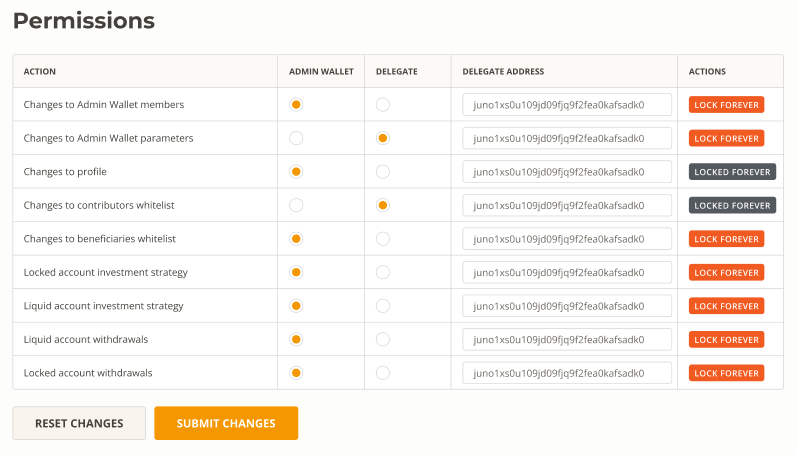 Permissions
ACTION ADMIN WALLET DELEGATE DELEGATE ADDRESS ACTIONS
Changes to Admin Wallet members juno1xs0u109jd09fjq9f2fea0kafsadk0 LOCK FOREVER
Changes to Admin Wallet parameters juno1xs0u109jd09fjq9f2fea0kafsadk0 LOCK FOREVER
Changes to profile juno1xs0u109jd09fjq9f2fea0kafsadk0 LOCKED FOREVER
Changes to contributors whitelist juno1xs0u109jd09fjq9f2fea0kafsadk0 LOCKED FOREVER
Changes to beneficiaries whitelist juno1xs0u109jd09fjq9f2fea0kafsadk0 LOCK FOREVER
Locked account investment strategy juno1xs0u109jd09fjq9f2fea0kafsadk0 LOCK FOREVER
Liquid account investment strategy juno1xs0u109jd09fjq9f2fea0kafsadk0 LOCK FOREVER
Liquid account withdrawals juno1xs0u109jd09fjq9f2fea0kafsadk0 LOCK FOREVER
Locked account withdrawals juno1xs0u109jd09fjq9f2fea0kafsadk0 LOCK FOREVER
RESET CHANGES SUBMIT CHANGES